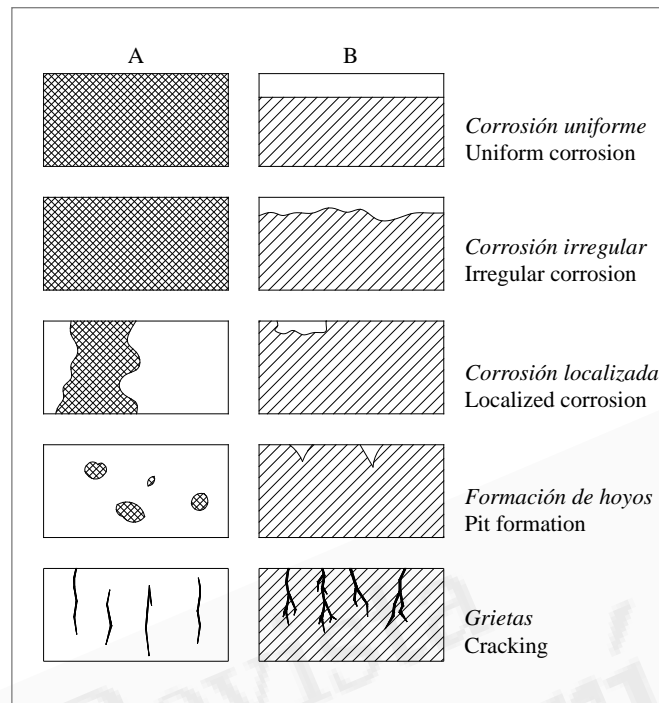 A B
Corrosión uniforme
Uniform corrosion
Corrosión irregular
Irregular corrosion
Corrosión localizada
Localized corrosion
Formación de hoyos
Pit formation
Grietas
Cracking